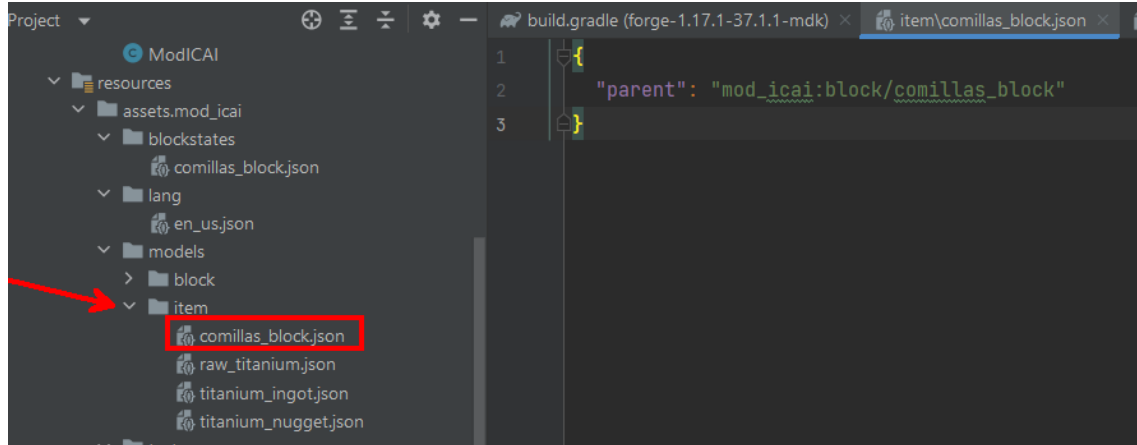 Project
build.gradle (forge-1.17.1-37.1.1-mdk)
item\comillas_block.json
ModICAI
resources
assets.mod_icai
blockstates
comillas_block.json
lang
en_us.json
models
block
item
comillas_block.json
raw_titanium.json
titanium_ingot.json
titanium_nugget.json
1 {
2 "parent": "mod_icai:block/comillas_block"
3 }